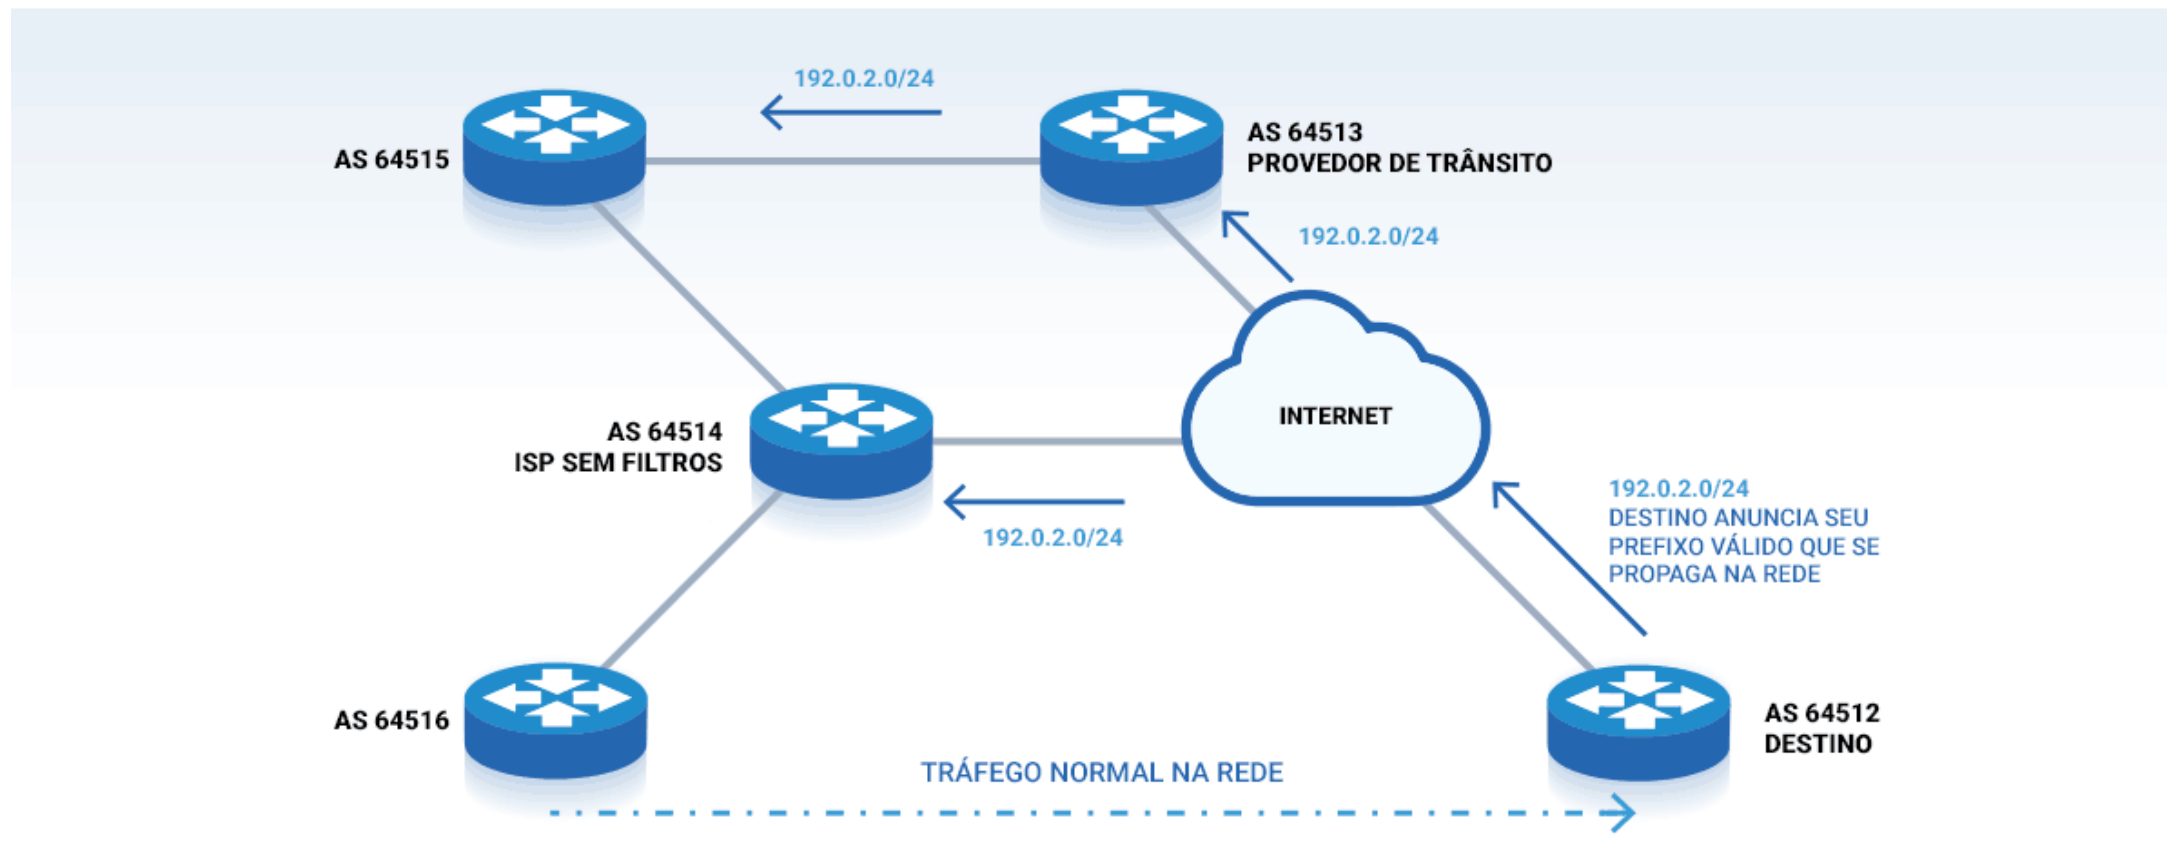 192.0.2.0/24
AS 64515
AS 64513
PROVEDOR DE TRÂNSITO
192.0.2.0/24
INTERNET
AS 64514
ISP SEM FILTROS
192.0.2.0/24
192.0.2.0/24
DESTINO ANUNCIA SEU
PREFIXO VÁLIDO QUE SE
PROPAGA NA REDE
AS 64516
AS 64512
DESTINO
TRÁFEGO NORMAL NA REDE